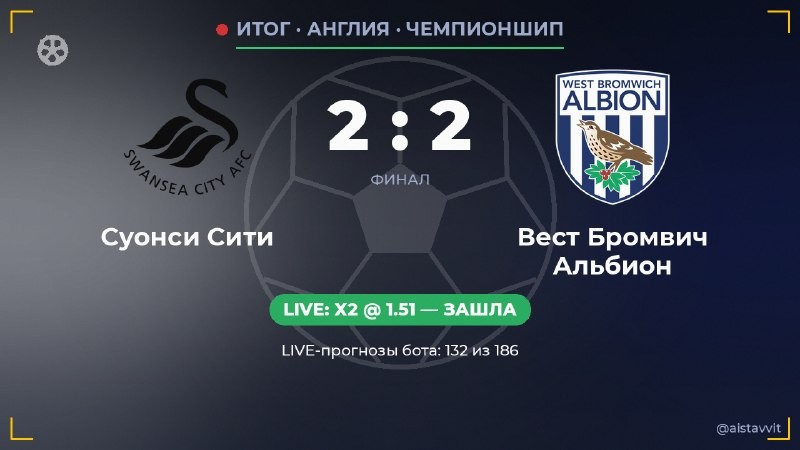 ИТОГ · АНГЛИЯ · ЧЕМПИОНШИП
SWANSEA CITY AFC
WEST BROMWICH
ALBION
2 : 2
ФИНАЛ
Суонси Сити
Вест Бромвич
Альбион
LIVE: X2 @ 1.51 — ЗАШЛА
LIVE-прогнозы бота: 132 из 186
@aistavvit